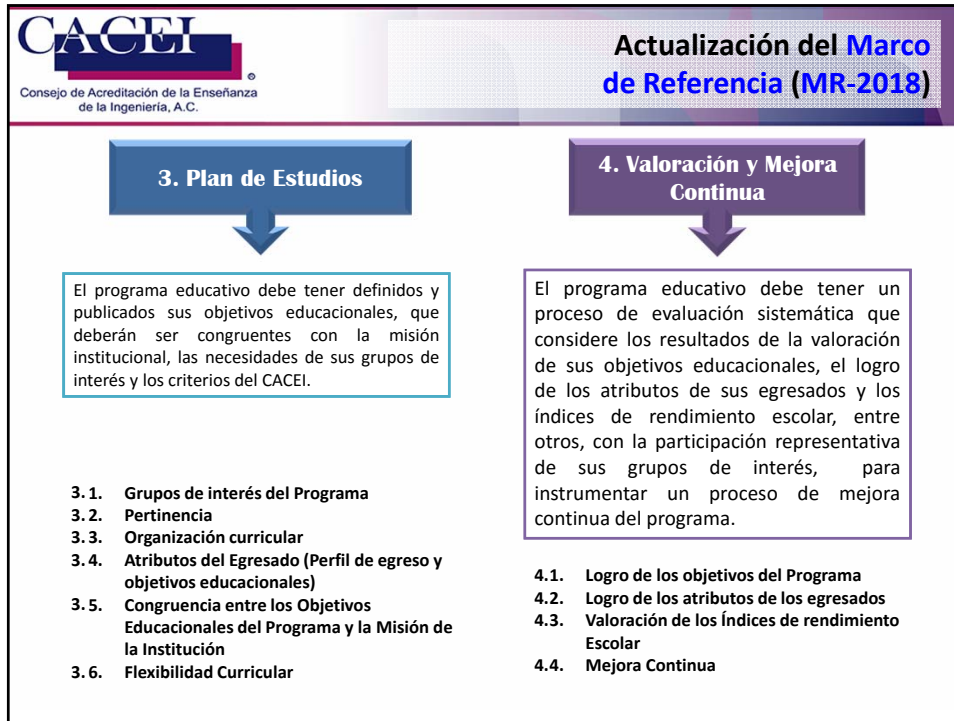 CACEI
®
Consejo de Acreditación de la Enseñanza
de la Ingeniería, A.C.
Actualización del Marco
de Referencia (MR-2018)
3. Plan de Estudios
El programa educativo debe tener definidos y
publicados sus objetivos educacionales, que
deberán ser congruentes con la misión
institucional, las necesidades de sus grupos de
interés y los criterios del CACEI.
3.1. Grupos de interés del Programa
3.2. Pertinencia
3.3. Organización curricular
3.4. Atributos del Egresado (Perfil de egreso y
objetivos educacionales)
3.5. Congruencia entre los Objetivos
Educacionales del Programa y la Misión de
la Institución
3.6. Flexibilidad Curricular
4. Valoración y Mejora
Continua
El programa educativo debe tener un
proceso de evaluación sistemática que
considere los resultados de la valoración
de sus objetivos educacionales, el logro
de los atributos de sus egresados y los
índices de rendimiento escolar, entre
otros, con la participación representativa
de sus grupos de interés, para
instrumentar un proceso de mejora
continua del programa.
4.1. Logro de los objetivos del Programa
4.2. Logro de los atributos de los egresados
4.3. Valoración de los Índices de rendimiento
Escolar
4.4. Mejora Continua